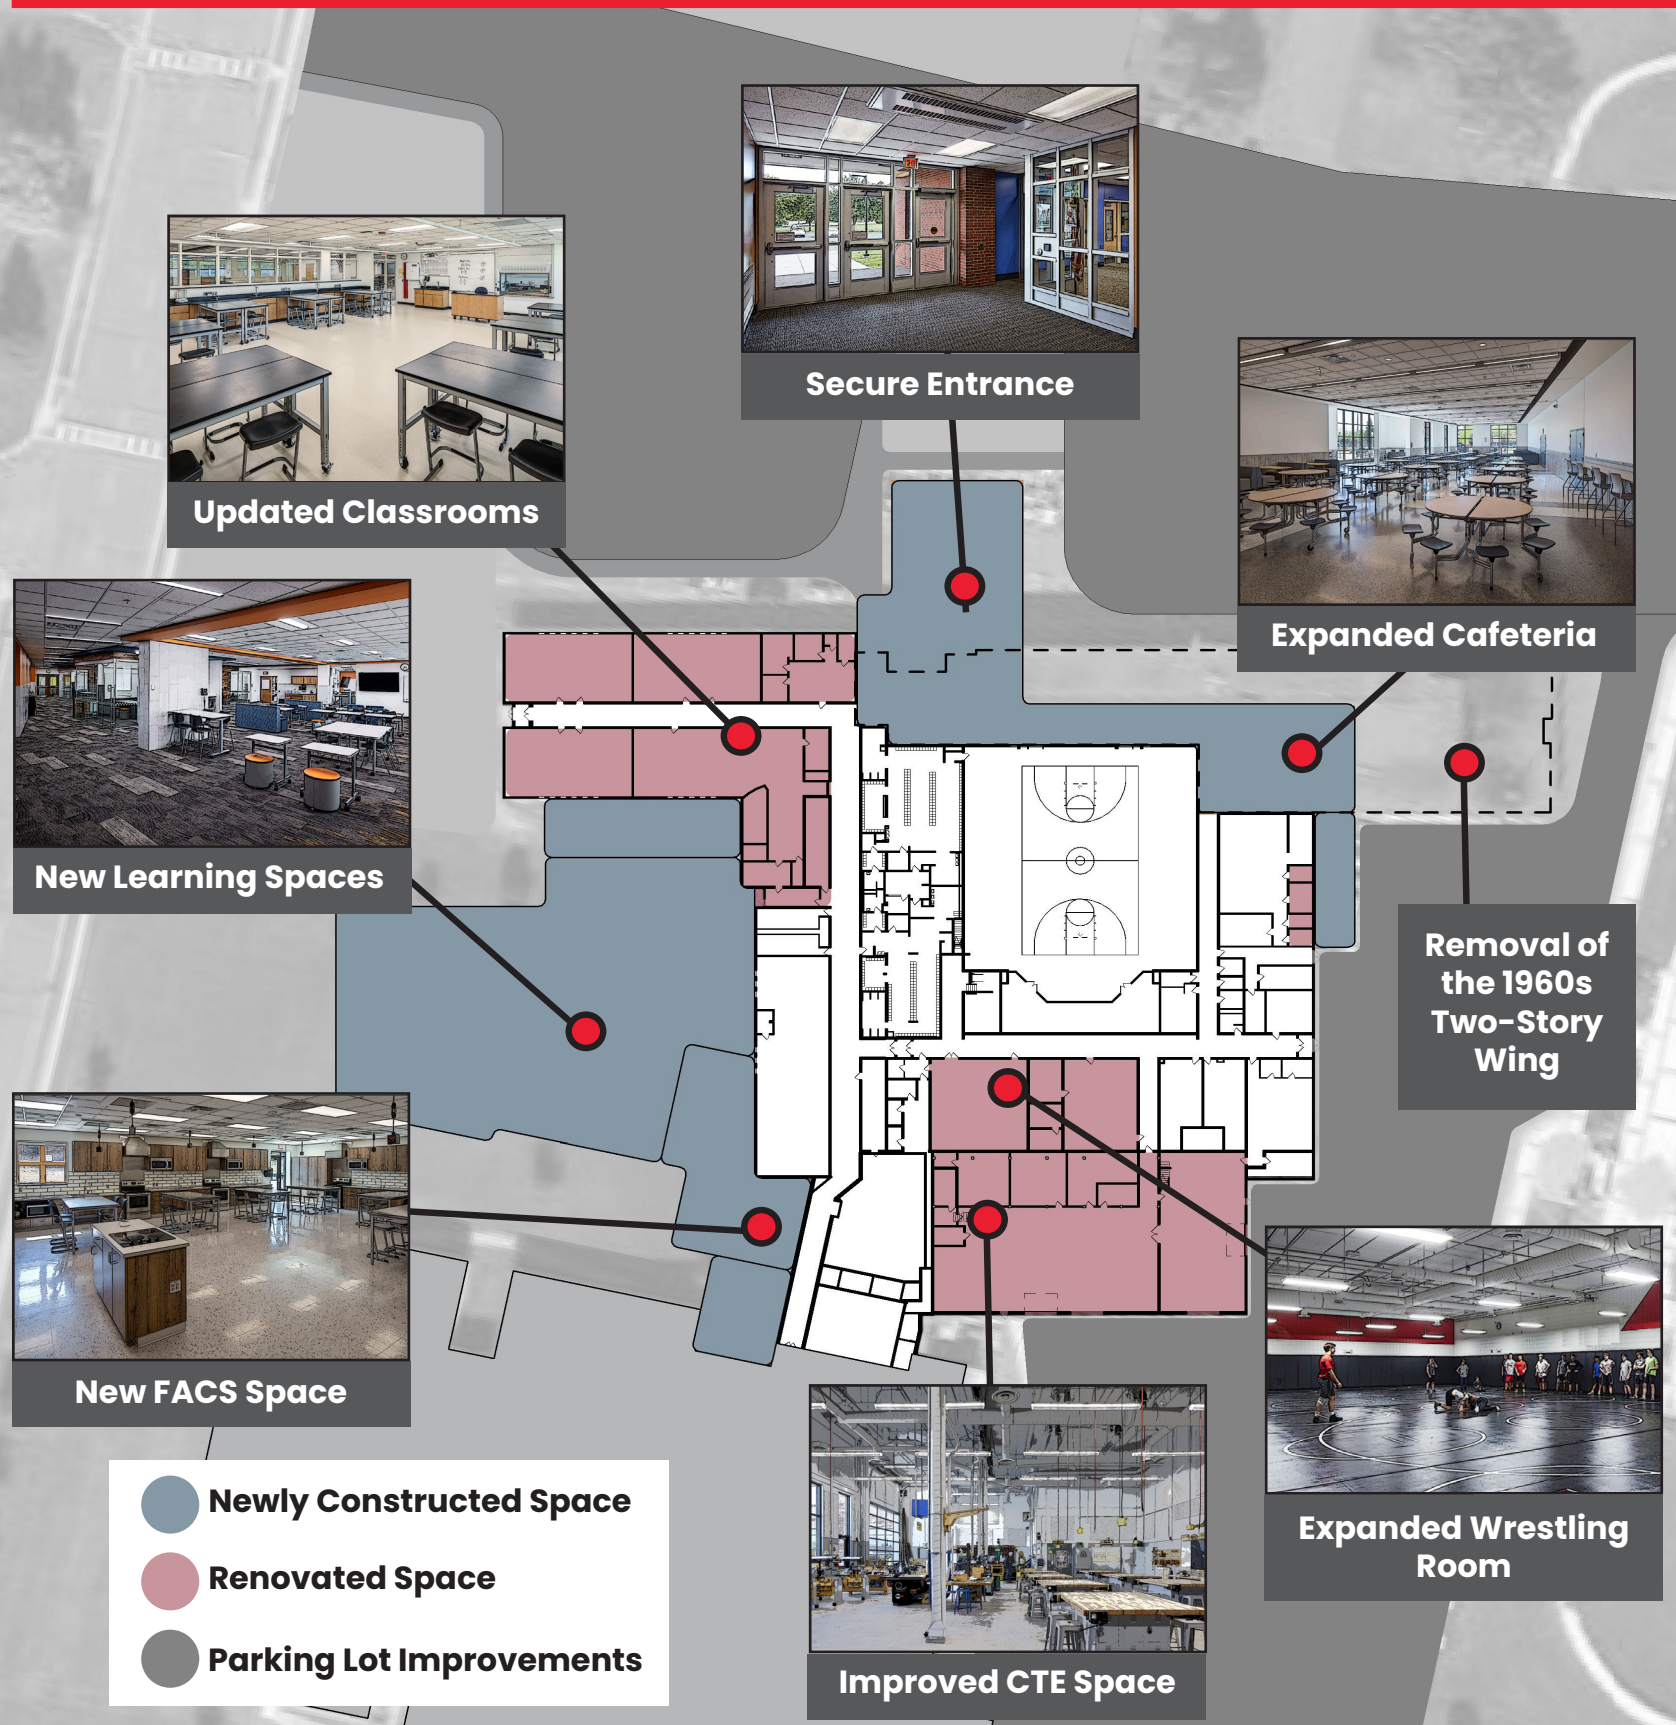 Secure Entrance
Updated Classrooms
Expanded Cafeteria
New Learning Spaces
Removal of
the 1960s
Two-Story
Wing
New FACS Space
Expanded Wrestling
Room
Improved CTE Space
Newly Constructed Space
Renovated Space
Parking Lot Improvements